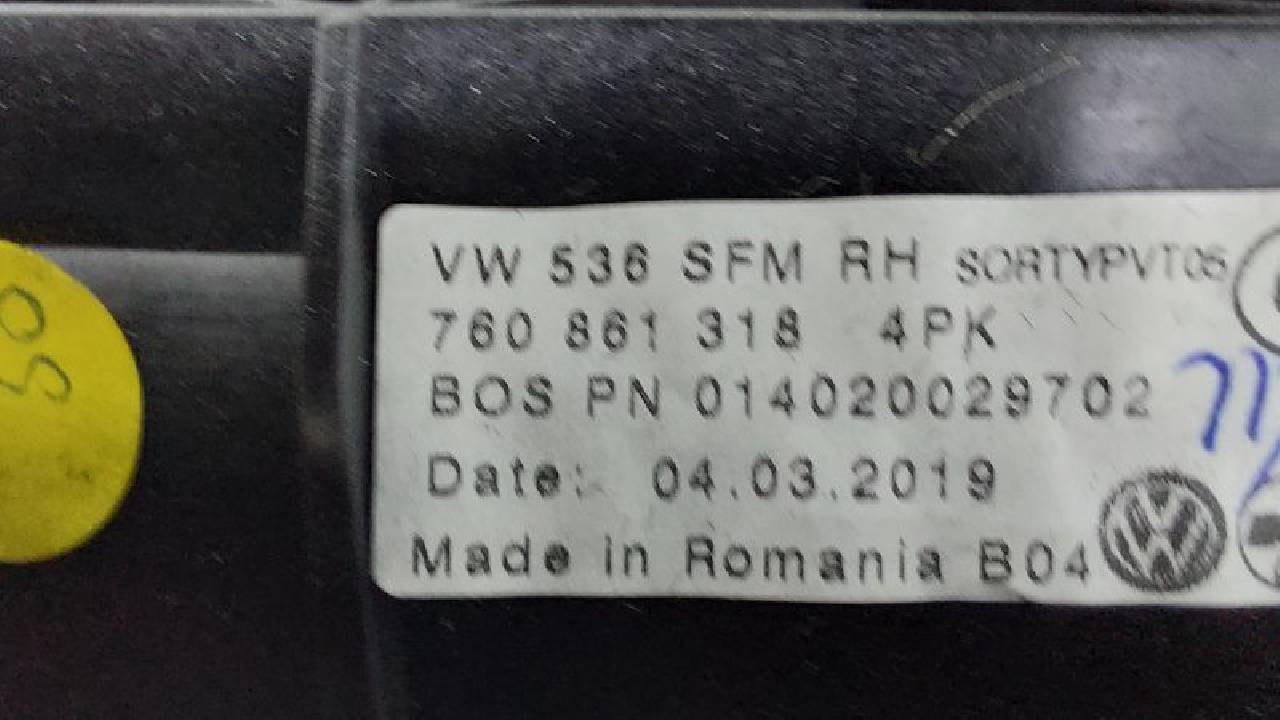 VW 536 SFM RH SORTYPVT05
760 861 318 4PK
BOS PN 014020029702
Date: 04.03.2019
Made in Romania B04